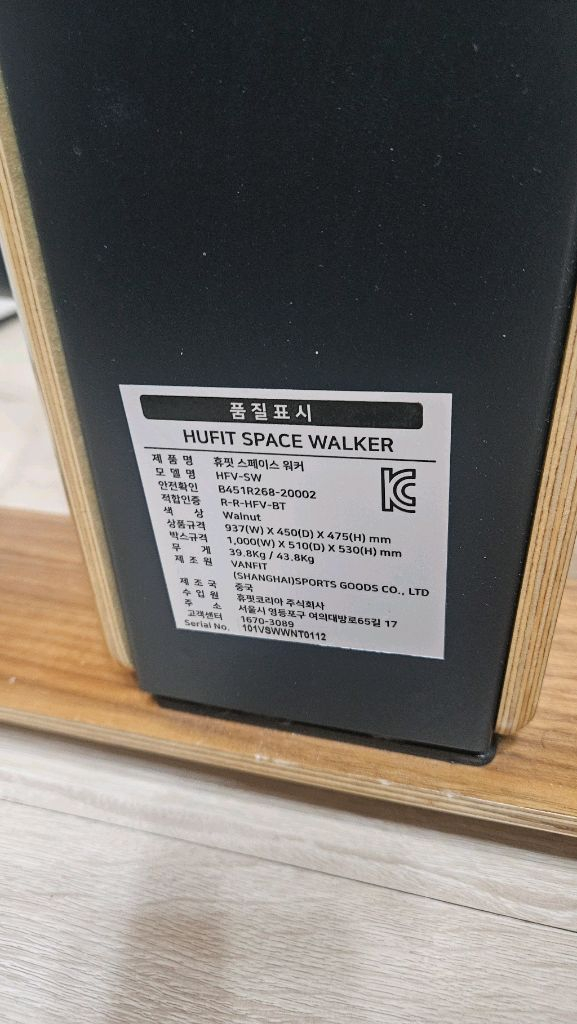 품질표시
HUFIT SPACE WALKER
제 품 명 휴핏 스페이스 워커
모 델 명 HFV-SW
안전확인 B451R268-20002
적합인증 R-R-HFV-BT
색 상 Walnut
상품규격 937(W) X 450(D) X 475(H) mm
박스규격 1,000(W) X 510(D) X 530(H) mm
무 게 39.8Kg / 43.8Kg
제 조 원 VANFIT
(SHANGHAI)SPORTS GOODS CO., LTD
제 조 국 중국
수 입 원 휴핏코리아 주식회사
주 소 서울시 영등포구 여의대방로65길 17
고객센터 1670-3089
Serial No. 101VSWWNT0112
KC